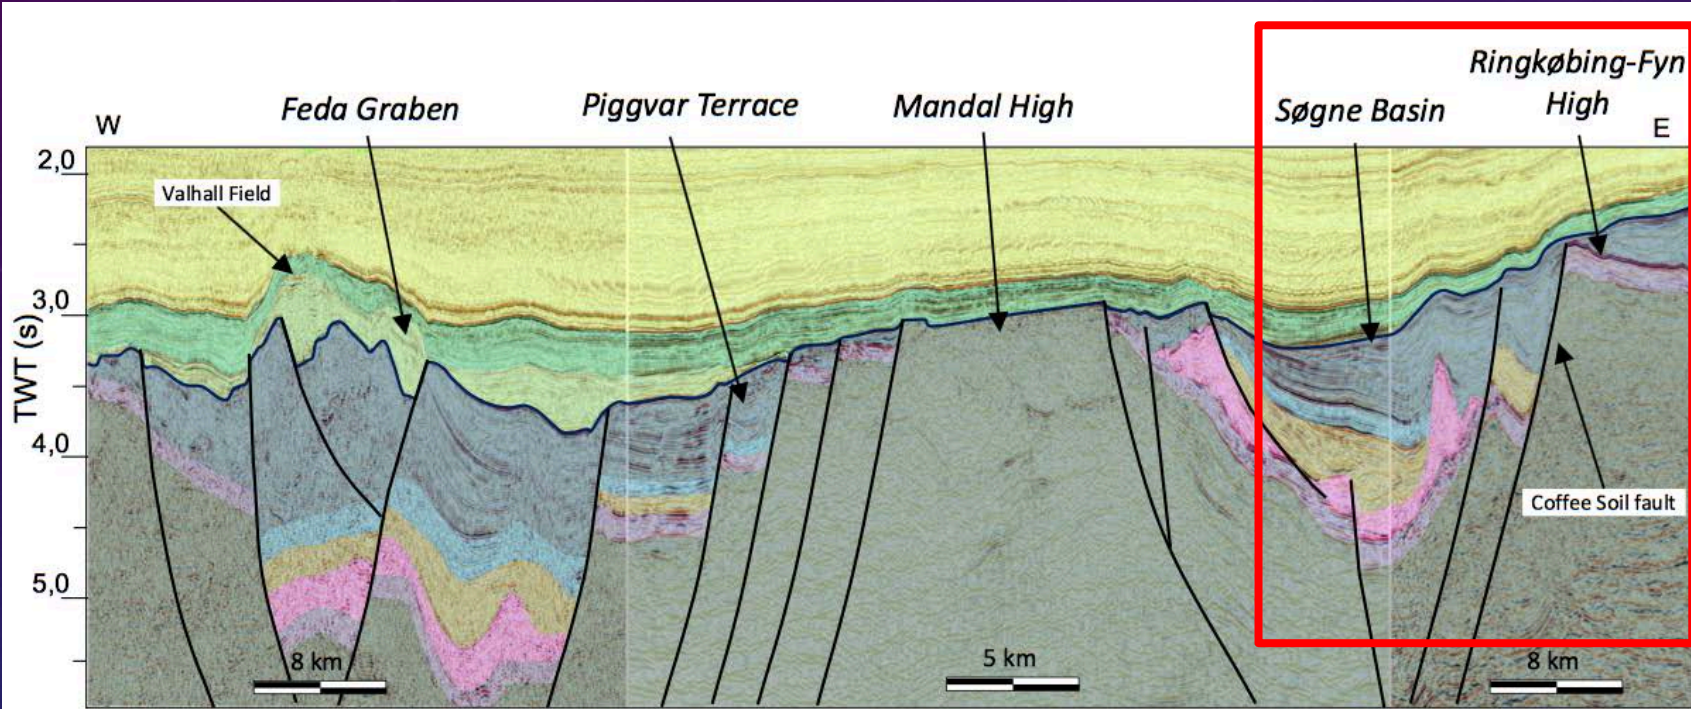 Ringkøbing-Fyn
High
Feda Graben
Piggvar Terrace
Mandal High
Søgne Basin
W
E
2,0
Valhall Field
3,0
TWT (s)
4,0
Coffee Soil fault
5,0
8 km
5 km
8 km